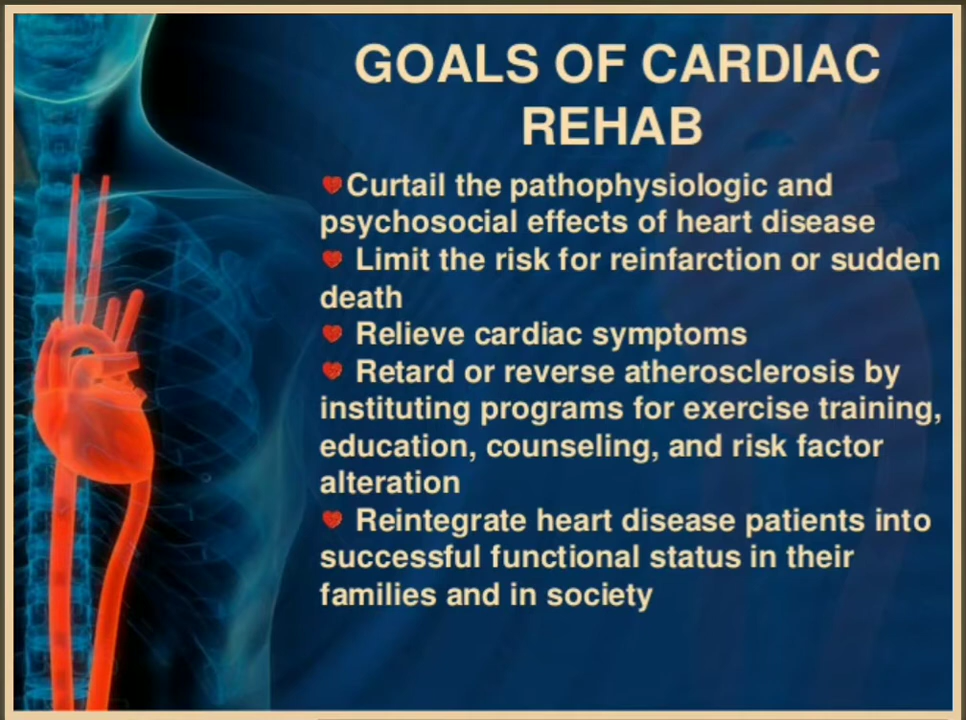 GOALS OF CARDIAC
REHAB
Curtail the pathophysiologic and
psychosocial effects of heart disease
Limit the risk for reinfarction or sudden
death
Relieve cardiac symptoms
Retard or reverse atherosclerosis by
instituting programs for exercise training,
education, counseling, and risk factor
alteration
Reintegrate heart disease patients into
successful functional status in their
families and in society